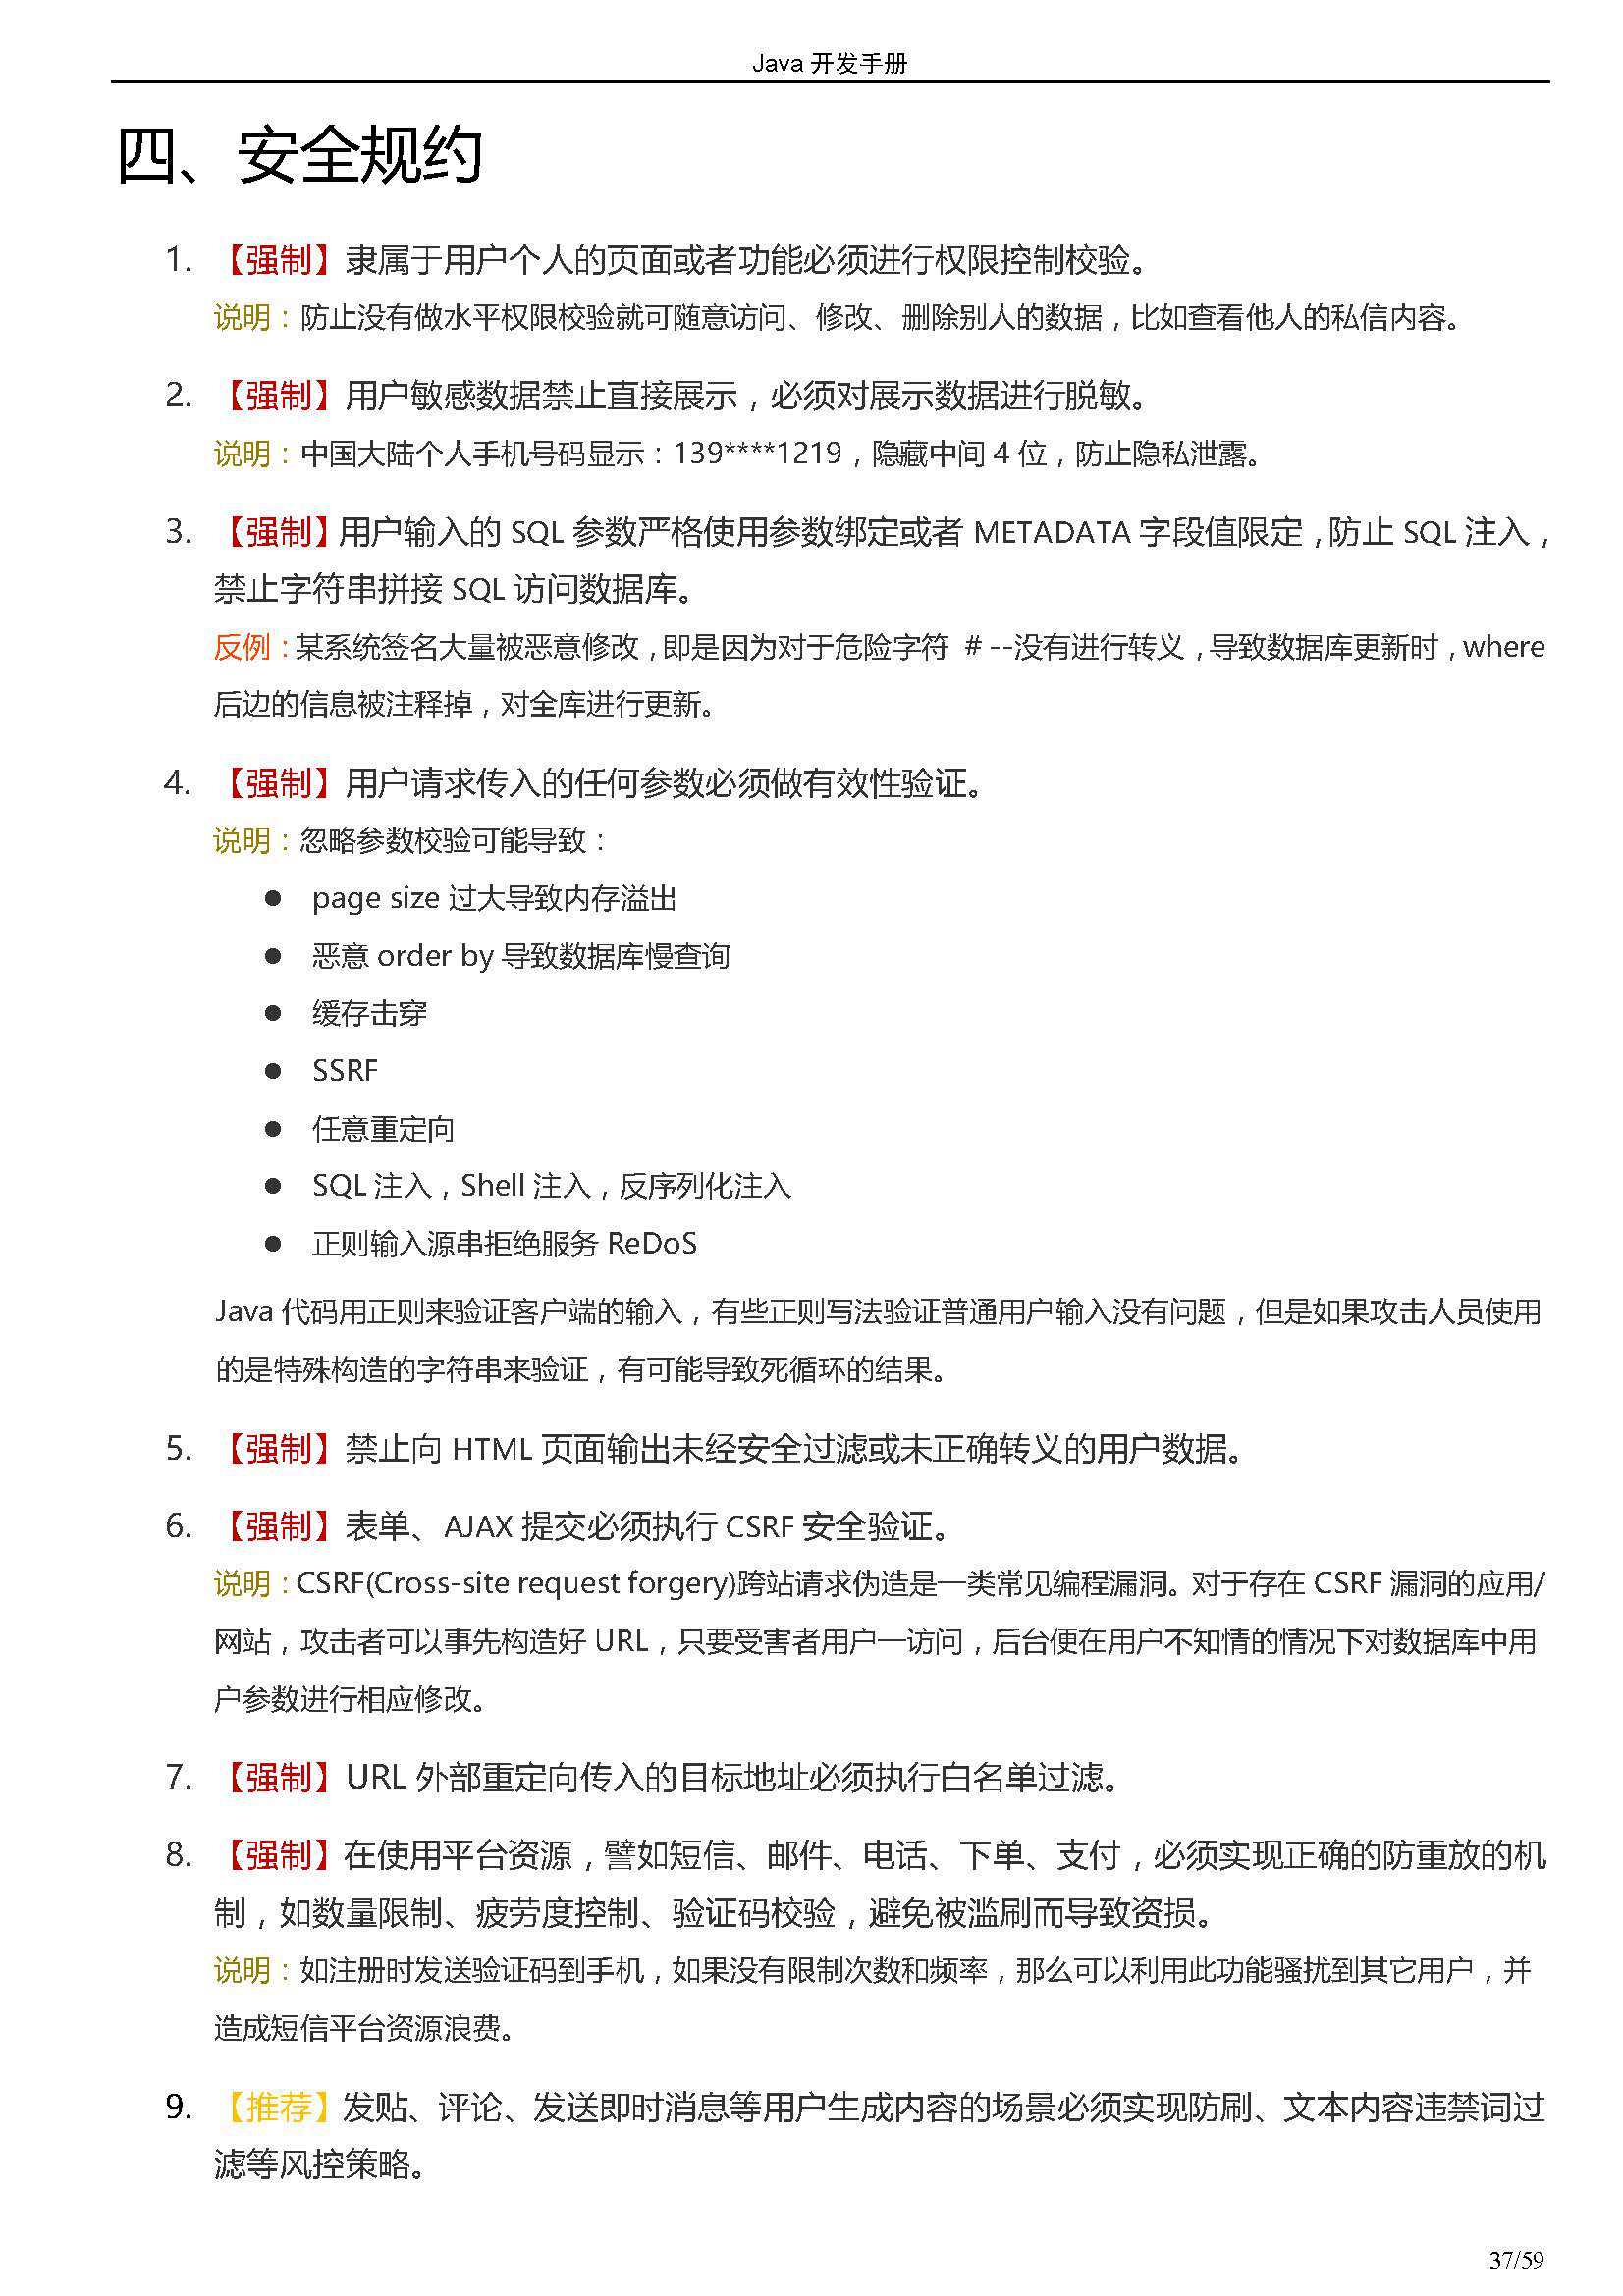 Java 开发手册
四、安全规约
1. 【强制】隶属于用户个人的页面或者功能必须进行权限控制校验。
说明：防止没有做水平权限校验就可随意访问、修改、删除别人的数据，比如查看他人的私信内容。
2. 【强制】用户敏感数据禁止直接展示，必须对展示数据进行脱敏。
说明：中国大陆个人手机号码显示：139****1219，隐藏中间 4 位，防止隐私泄露。
3. 【强制】用户输入的 SQL 参数严格使用参数绑定或者 METADATA 字段值限定，防止 SQL 注入，
禁止字符串拼接 SQL 访问数据库。
反例：某系统签名大量被恶意修改，即是因为对于危险字符 # --没有进行转义，导致数据库更新时，where
后边的信息被注释掉，对全库进行更新。
4. 【强制】用户请求传入的任何参数必须做有效性验证。
说明：忽略参数校验可能导致：
● page size 过大导致内存溢出
● 恶意 order by 导致数据库慢查询
● 缓存击穿
● SSRF
● 任意重定向
● SQL 注入，Shell 注入，反序列化注入
● 正则输入源串拒绝服务 ReDoS
Java 代码用正则来验证客户端的输入，有些正则写法验证普通用户输入没有问题，但是如果攻击人员使用
的是特殊构造的字符串来验证，有可能导致死循环的结果。
5. 【强制】禁止向 HTML 页面输出未经安全过滤或未正确转义的用户数据。
6. 【强制】表单、AJAX 提交必须执行 CSRF 安全验证。
说明：CSRF(Cross-site request forgery)跨站请求伪造是一类常见编程漏洞。对于存在 CSRF 漏洞的应用/
网站，攻击者可以事先构造好 URL，只要受害者用户一访问，后台便在用户不知情的情况下对数据库中用
户参数进行相应修改。
7. 【强制】URL 外部重定向传入的目标地址必须执行白名单过滤。
8. 【强制】在使用平台资源，譬如短信、邮件、电话、下单、支付，必须实现正确的防重放的机
制，如数量限制、疲劳度控制、验证码校验，避免被滥刷而导致资损。
说明：如注册时发送验证码到手机，如果没有限制次数和频率，那么可以利用此功能骚扰到其它用户，并
造成短信平台资源浪费。
9. 【推荐】发贴、评论、发送即时消息等用户生成内容的场景必须实现防刷、文本内容违禁词过
滤等风控策略。
37/59